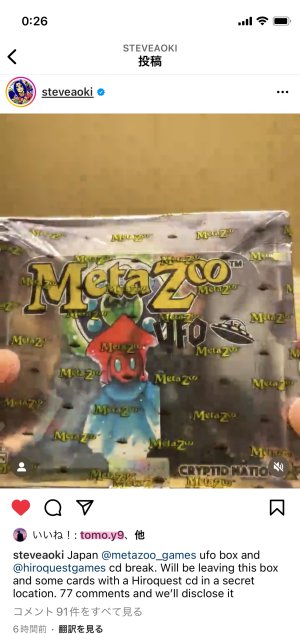 0:26
STEVEAOKI
投稿
steveaoki
MetaZoo™
UFO
CRYPTID NATION
いいね！: tomo.y9、他
steveaoki Japan @metazoo_games ufo box and
@hiroquestgames cd break. Will be leaving this box
and some cards with a Hiroquest cd in a secret
location. 77 comments and we'll disclose it
コメント91件をすべて見る
6時間前 · 翻訳を見る